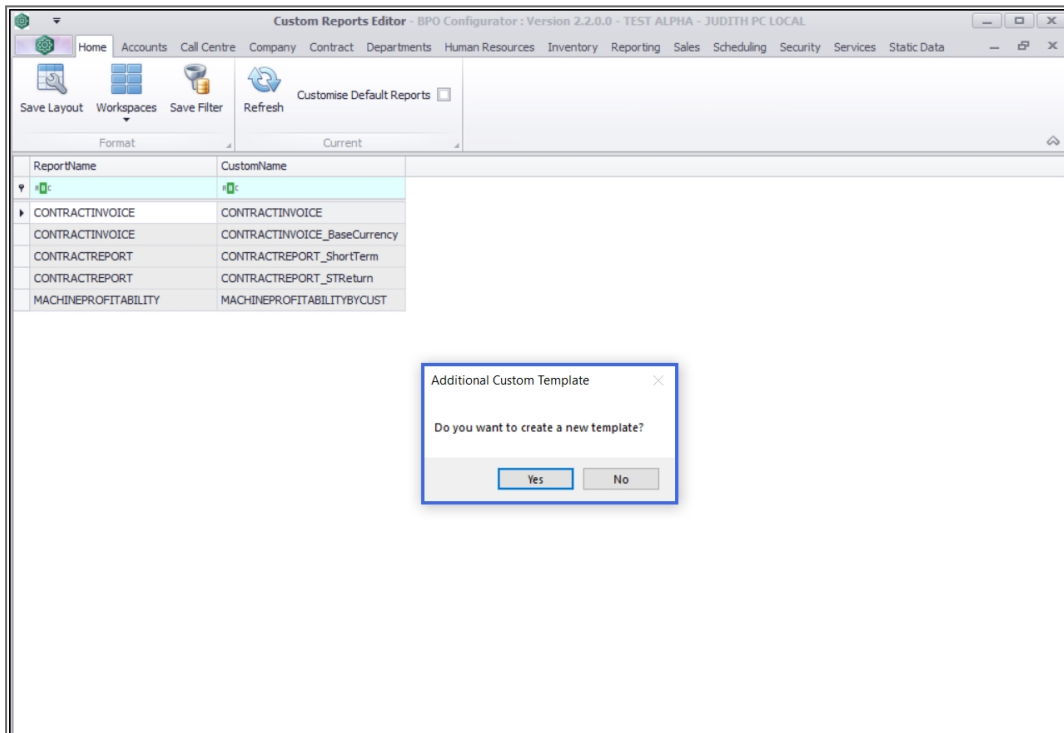 Custom Reports Editor - BPO Configurator : Version 2.2.0.0 - TEST ALPHA - JUDITH PC LOCAL
Home Accounts Call Centre Company Contract Departments Human Resources Inventory Reporting Sales Scheduling Security Services Static Data
Save Layout Workspaces Save Filter Refresh Customise Default Reports
Format Current
ReportName CustomName
CONTRACTINVOICE CONTRACTINVOICE
CONTRACTINVOICE CONTRACTINVOICE_BaseCurrency
CONTRACTREPORT CONTRACTREPORT_ShortTerm
CONTRACTREPORT CONTRACTREPORT_STReturn
MACHINEPROFITABILITY MACHINEPROFITABILITYBYCUST
Additional Custom Template
Do you want to create a new template?
Yes No